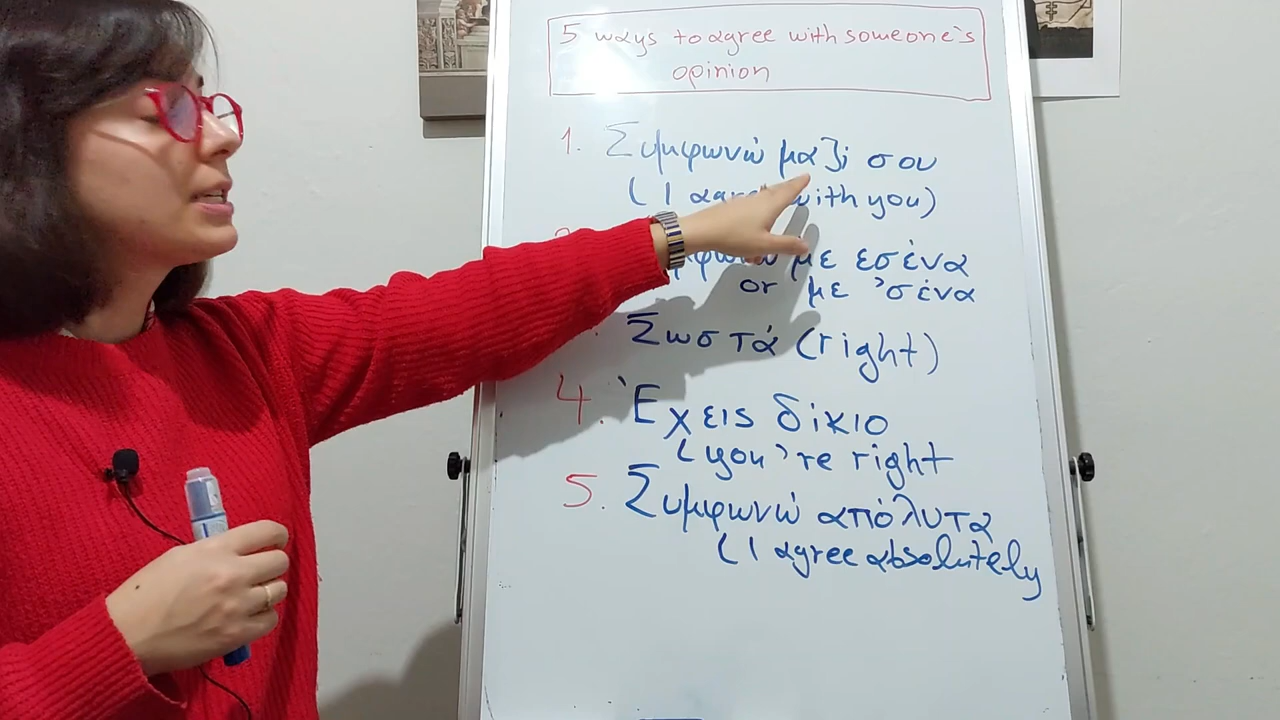 5 ways to agree with someone's
opinion
1. Συμφωνώ μαζί σου
(I agree with you)
με εσένα
or με 'σένα
Σωστά (right)
4. Έχεις δίκιο
(you're right
5. Συμφωνώ απόλυτα
(I agree absolutely